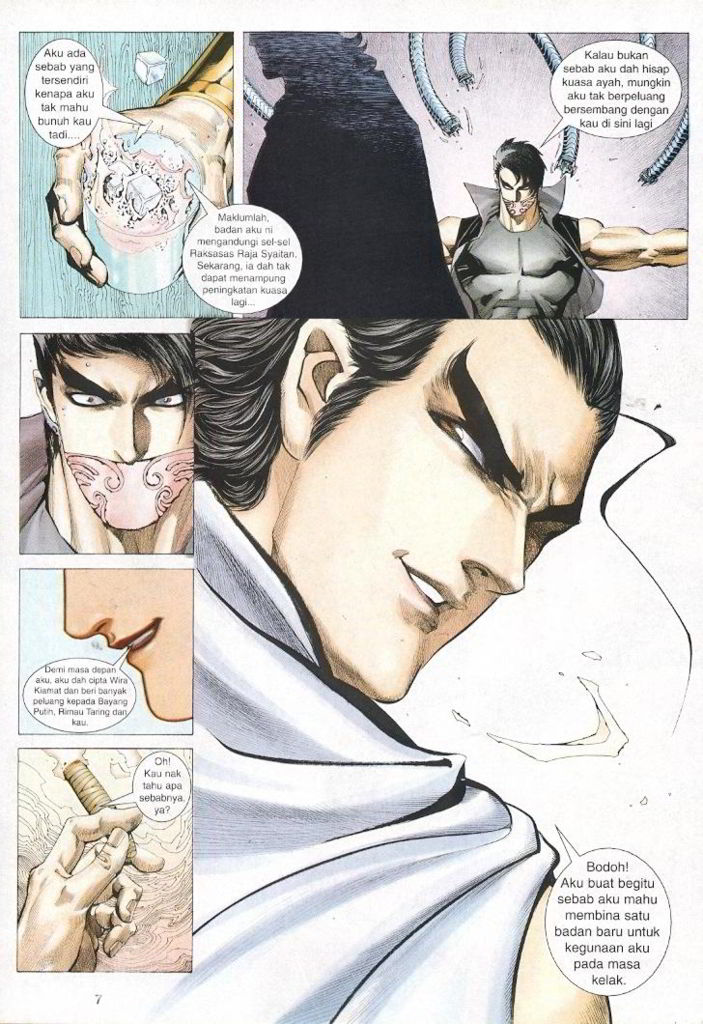 Aku ada
sebab yang
tersendiri
kenapa aku
tak mahu
bunuh kau
tadi....
Maklumlah,
badan aku ni
mengandungi sel-sel
Raksasas Raja Syaitan.
Sekarang, ia dah tak
dapat menampung
peningkatan kuasa
lagi...
Kalau bukan
sebab aku dah hisap
kuasa ayah, mungkin
aku tak berpeluang
bersembang dengan
kau di sini lagi
Demi masa depan
aku, aku dah cipta Wira
Kiamat dan beri banyak
peluang kepada Bayang
Putih, Rimau Taring dan
kau.
Oh!
Kau nak
tahu apa
sebabnya,
ya?
Bodoh!
Aku buat begitu
sebab aku mahu
membina satu
badan baru untuk
kegunaan aku
pada masa
kelak.
7